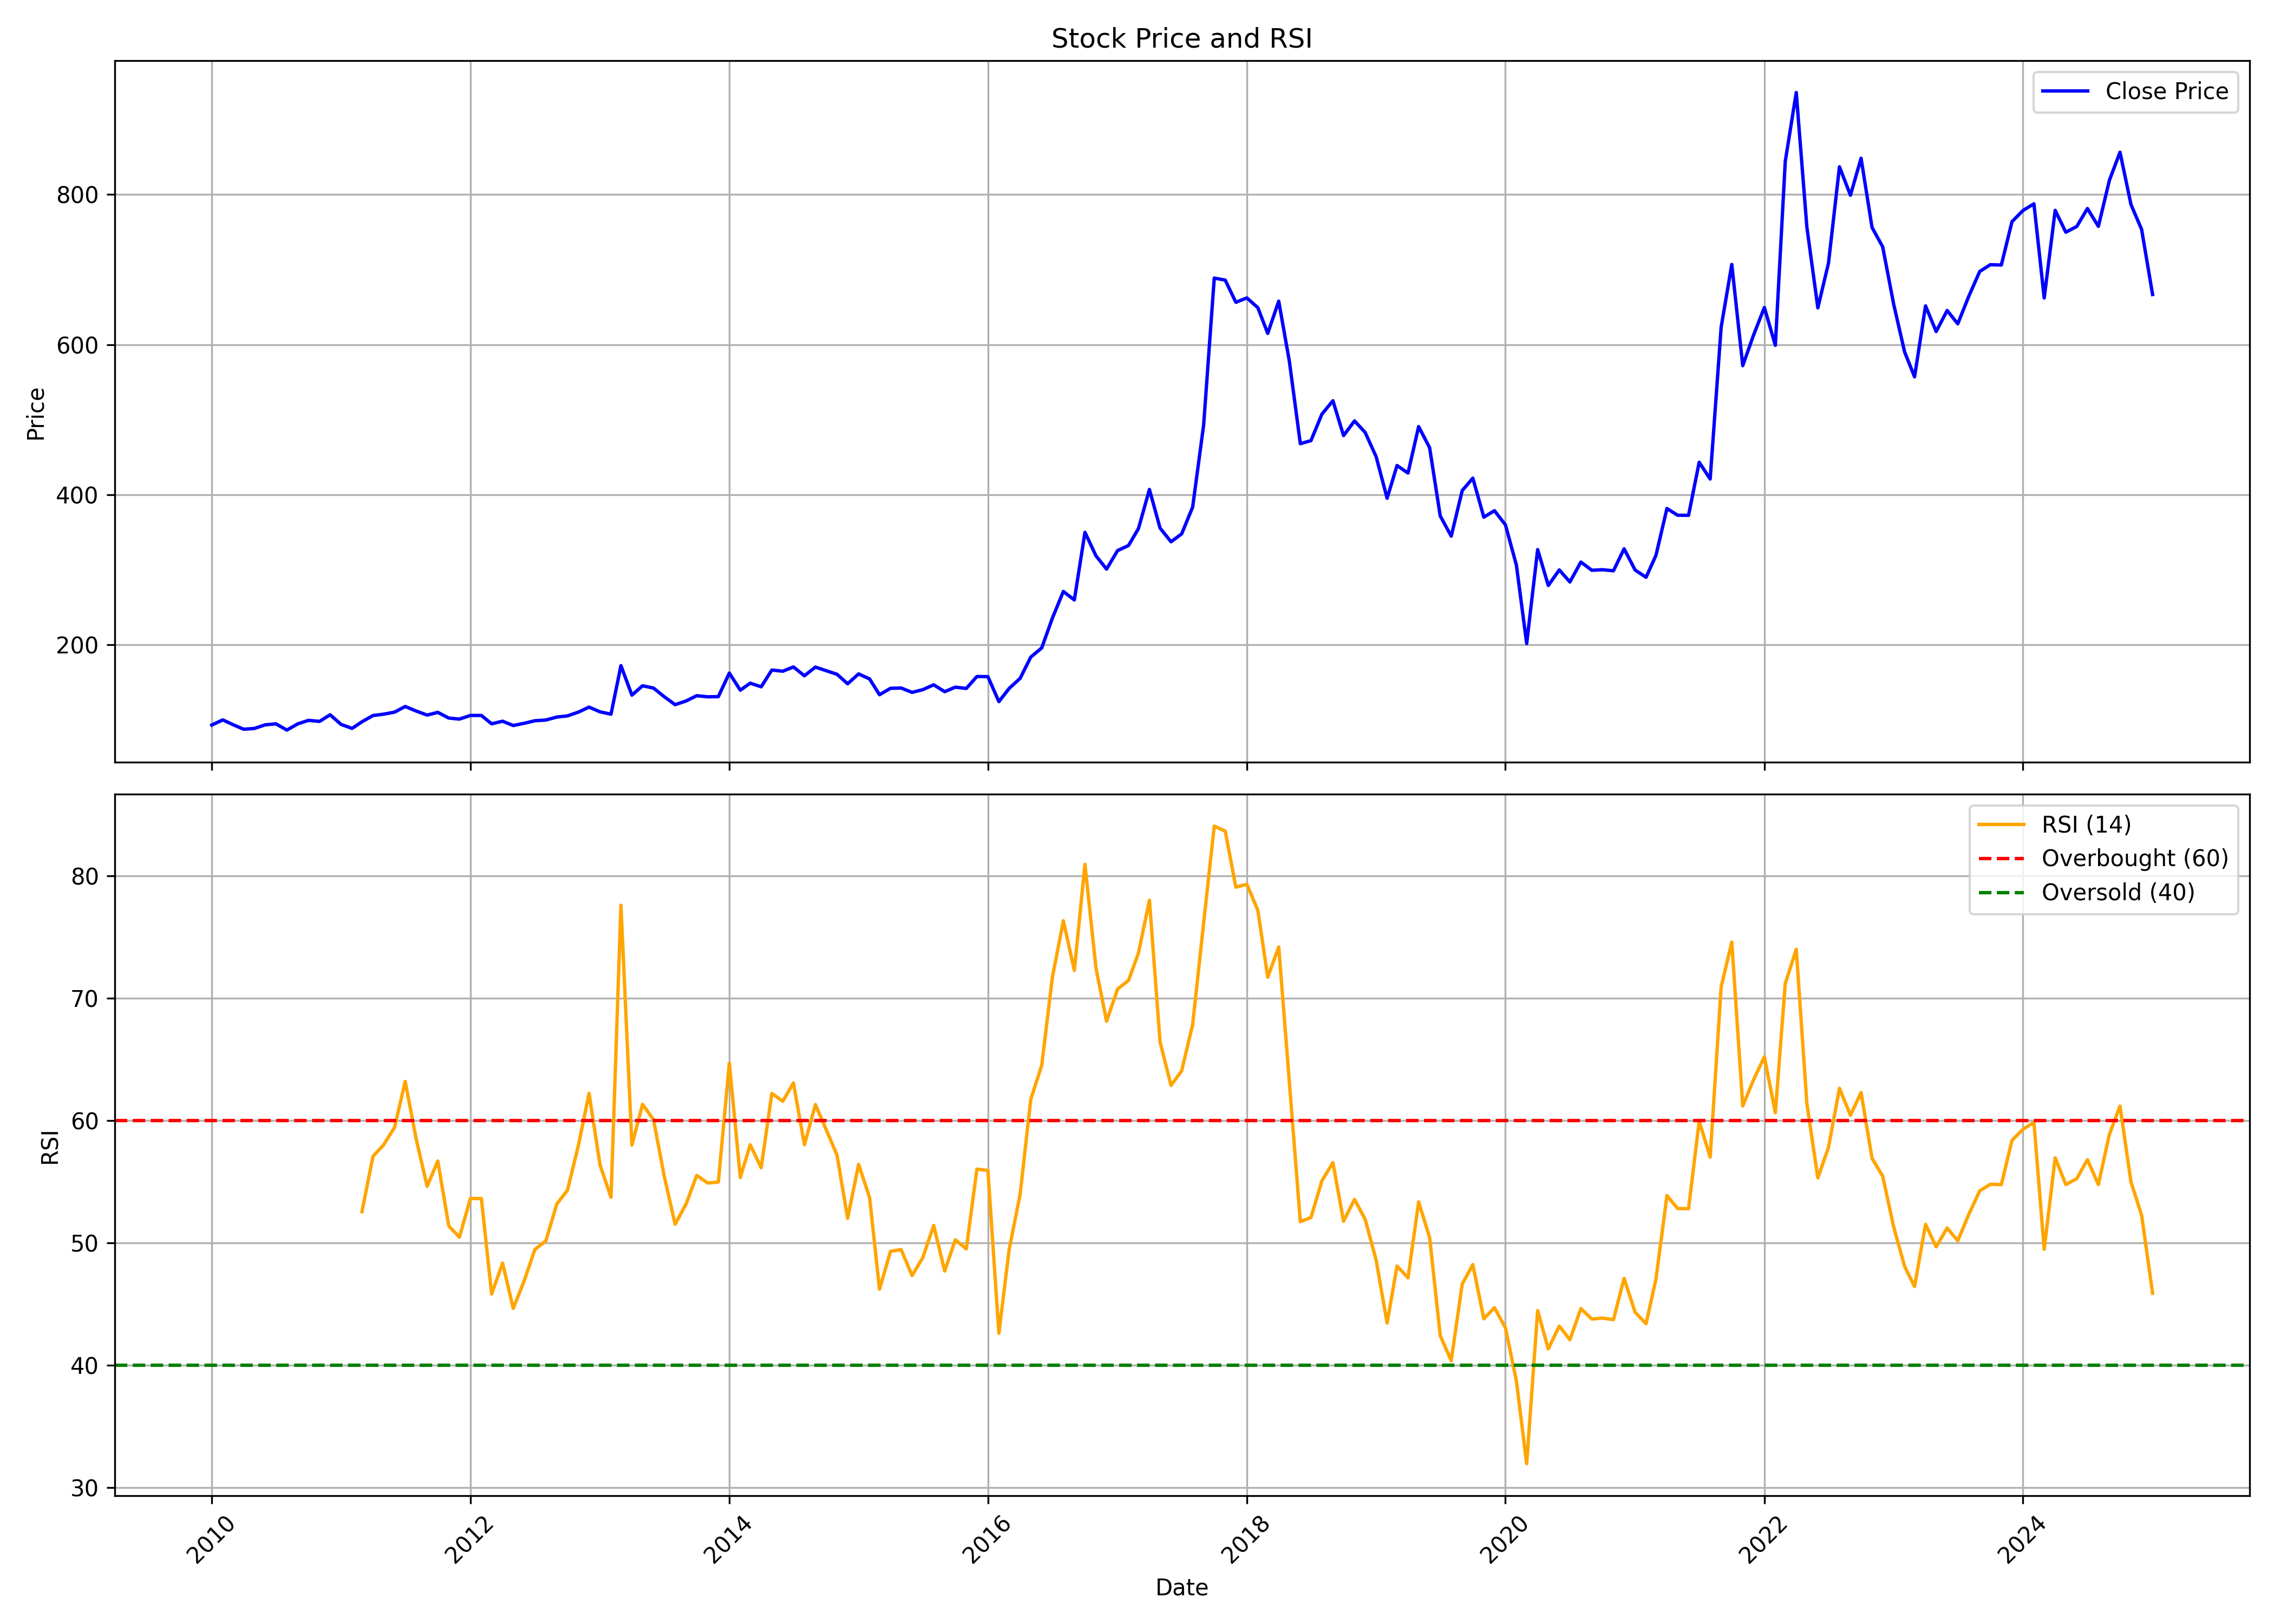 Stock Price and RSI
Close Price
800
600
400
200
Price
RSI (14)
Overbought (60)
Oversold (40)
80
70
60
50
40
30
RSI
2010
2012
2014
2016
2018
2020
2022
2024
Date